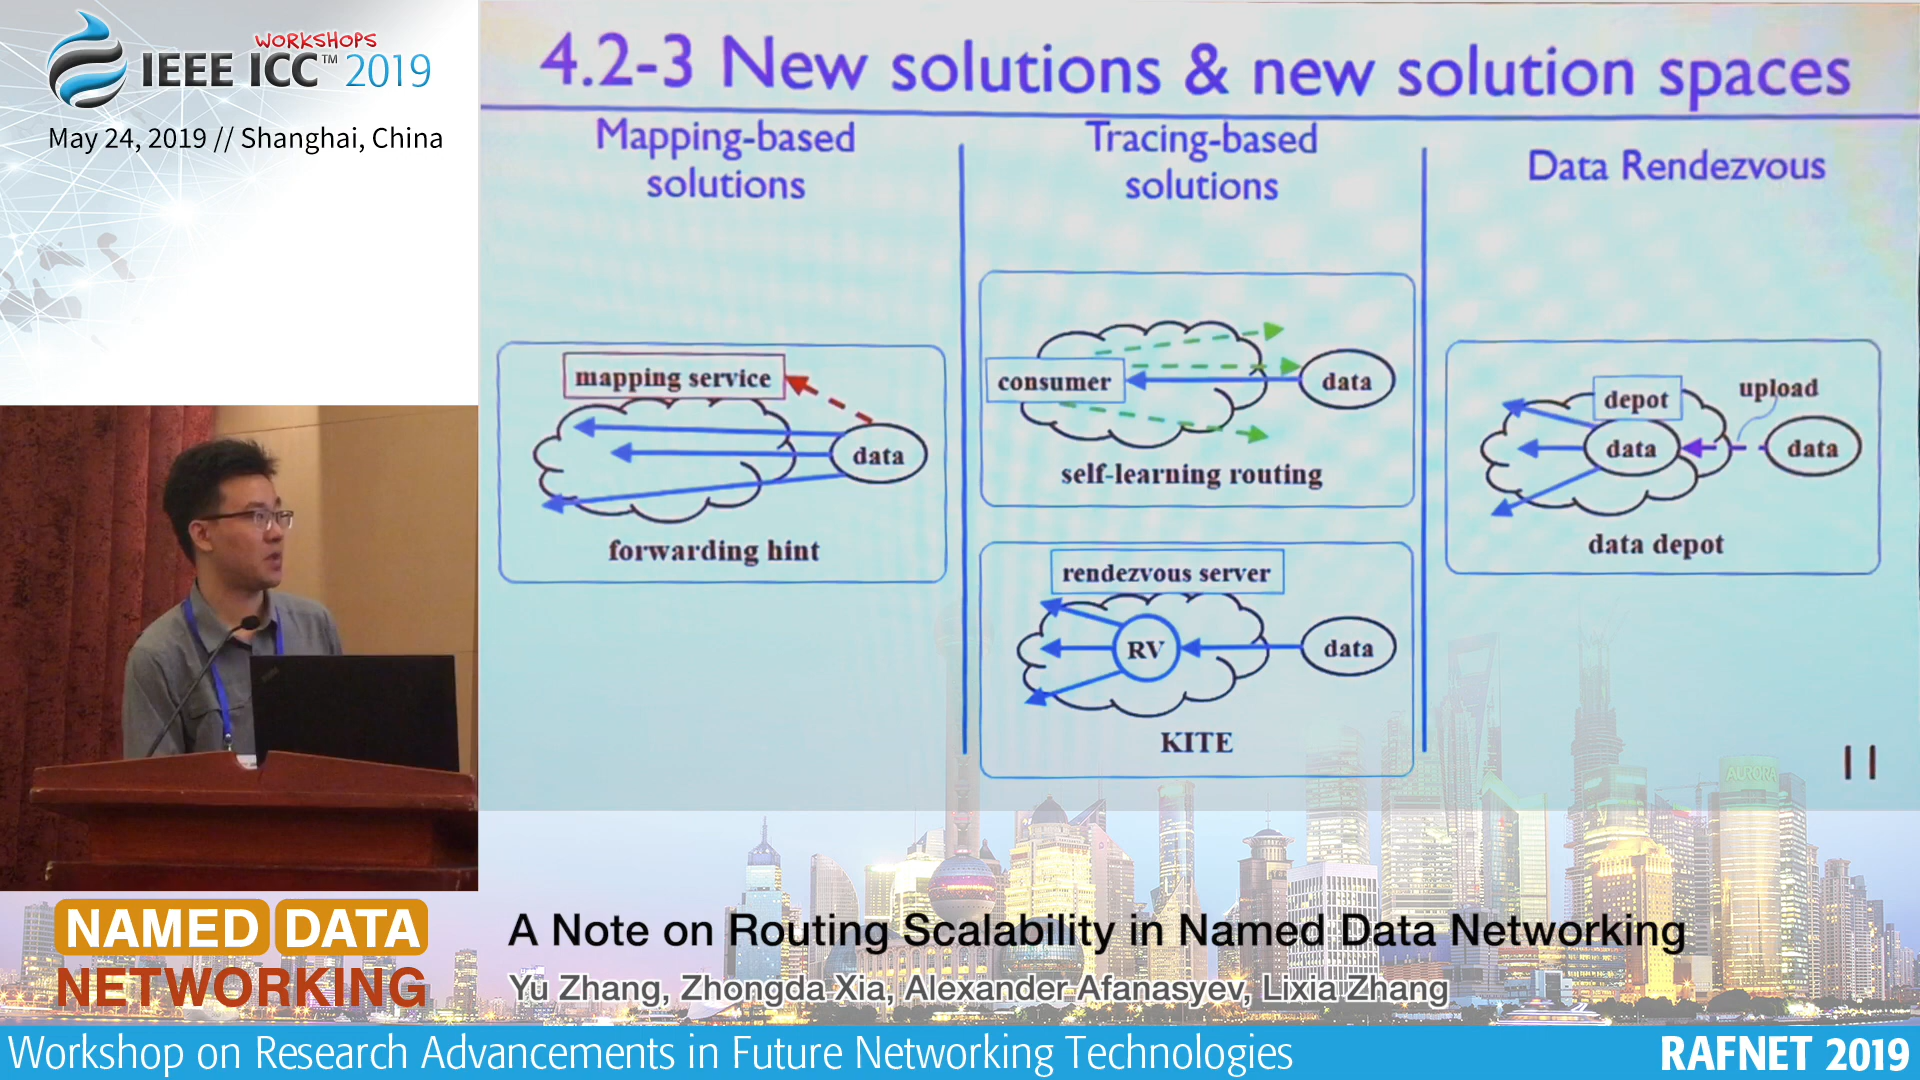 WORKSHOPS
IEEE ICC™ 2019
May 24, 2019 // Shanghai, China
4.2-3 New solutions & new solution spaces
Mapping-based
solutions
mapping service
data
forwarding hint
Tracing-based
solutions
consumer
data
self-learning routing
rendezvous server
RV
data
KITE
Data Rendezvous
depot
upload
data
data
data depot
11
AURORA
NAMED DATA
NETWORKING
A Note on Routing Scalability in Named Data Networking
Yu Zhang, Zhongda Xia, Alexander Afanasyev, Lixia Zhang
Workshop on Research Advancements in Future Networking Technologies
RAFNET 2019